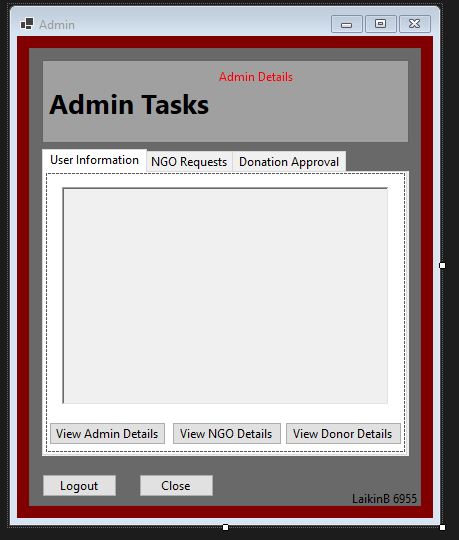 Admin
Admin Details
Admin Tasks
User Information NGO Requests Donation Approval
View Admin Details View NGO Details View Donor Details
Logout Close
LaikinB 6955